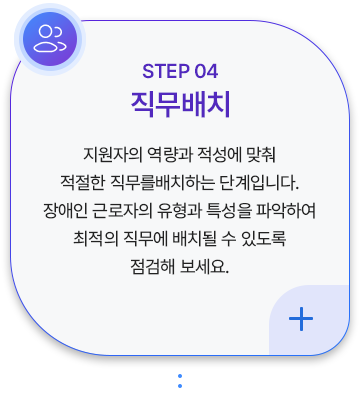 STEP 04
직무배치
지원자의 역량과 적성에 맞춰
적절한 직무를배치하는 단계입니다.
장애인 근로자의 유형과 특성을 파악하여
최적의 직무에 배치될 수 있도록
점검해 보세요.